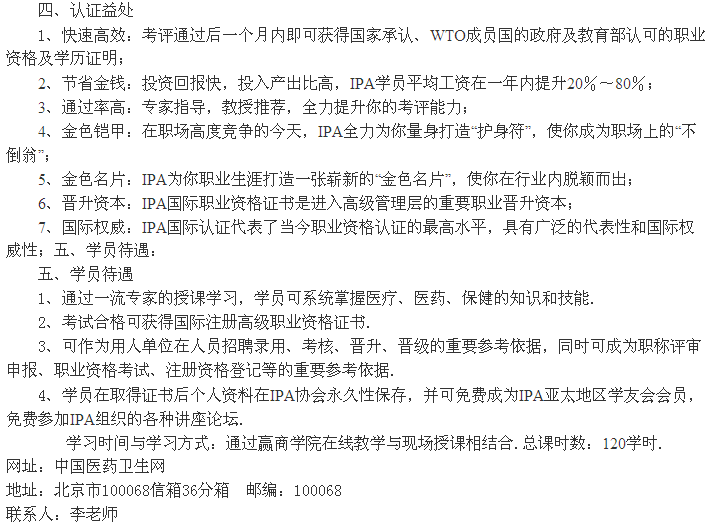 四、认证益处
1、快速高效：考评通过后一个月内即可获得国家承认、WTO成员国的政府及教育部认可的职业
资格及学历证明；
2、节省金钱：投资回报快，投入产出比高，IPA学员平均工资在一年内提升20％～80％；
3、通过率高：专家指导，教授推荐，全力提升你的考评能力；
4、金色铠甲：在职场高度竞争的今天，IPA全力为你量身打造“护身符”，使你成为职场上的“不
倒翁”；
5、金色名片：IPA为你职业生涯打造一张崭新的“金色名片”，使你在行业内脱颖而出；
6、晋升资本：IPA国际职业资格证书是进入高级管理层的重要职业晋升资本；
7、国际权威：IPA国际认证代表了当今职业资格认证的最高水平，具有广泛的代表性和国际权
威性；五、学员待遇：
五、学员待遇
1、通过一流专家的授课学习，学员可系统掌握医疗、医药、保健的知识和技能.
2、考试合格可获得国际注册高级职业资格证书.
3、可作为用人单位在人员招聘录用、考核、晋升、晋级的重要参考依据，同时可成为职称评审
申报、职业资格考试、注册资格登记等的重要参考依据.
4、学员在取得证书后个人资料在IPA协会永久性保存，并可免费成为IPA亚太地区学友会会员，
免费参加IPA组织的各种讲座论坛.
学习时间与学习方式：通过赢商学院在线教学与现场授课相结合.总课时数：120学时.
网址：中国医药卫生网
地址：北京市100068信箱36分箱 邮编：100068
联系人：李老师